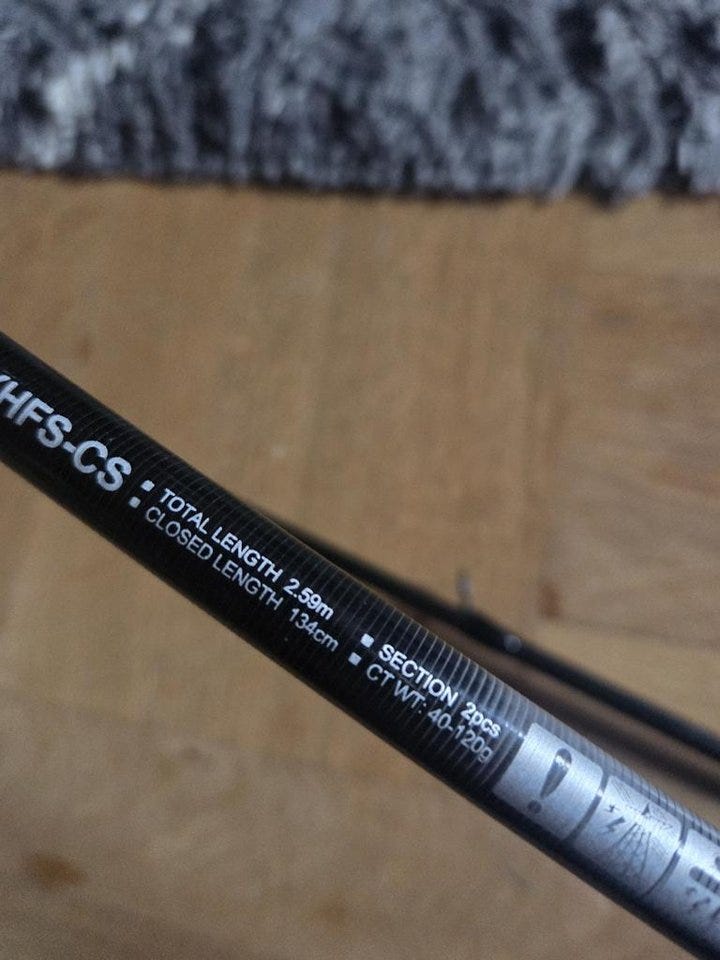 HFS-CS
TOTAL LENGTH 2.59m
CLOSED LENGTH 134cm
SECTION 2pcs
CT WT: 40-120g